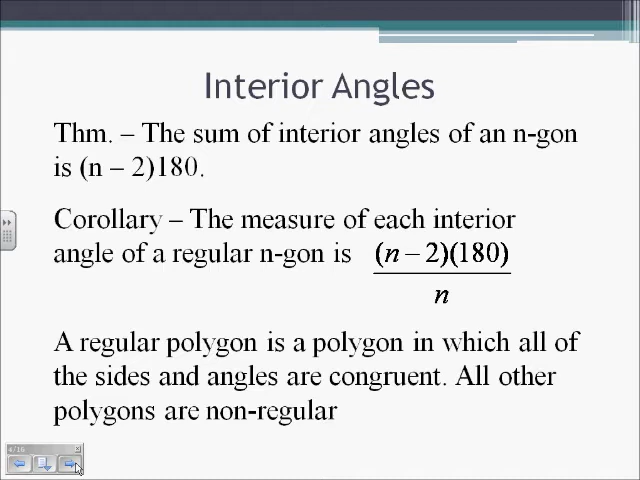 Interior Angles
Thm. – The sum of interior angles of an n-gon
is (n – 2)180.
Corollary – The measure of each interior
angle of a regular n-gon is (n – 2)(180)
n
A regular polygon is a polygon in which all of
the sides and angles are congruent. All other
polygons are non-regular
4/16